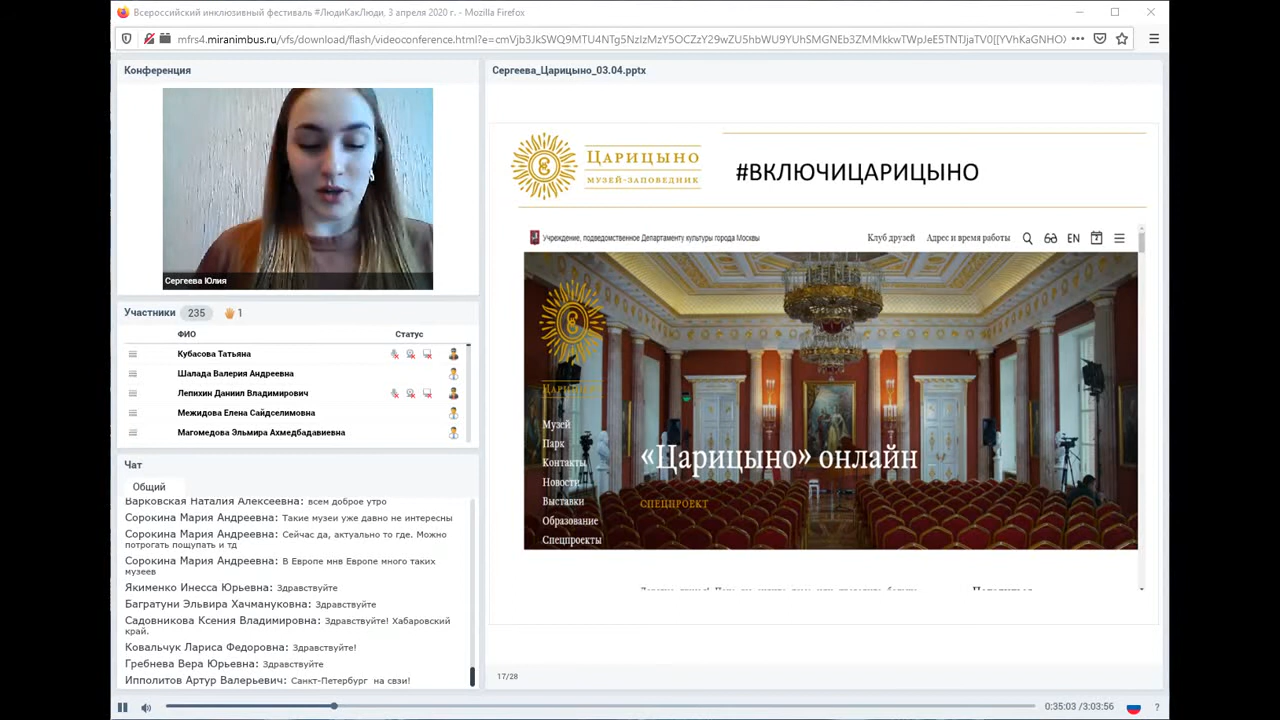 Всероссийский инклюзивный фестиваль #ЛюдиКакЛюди, 3 апреля 2020 г. - Mozilla Firefox
Конференция
Сергеева Юлия
Участники 235 1
ФИО Статус
Кубасова Татьяна
Шалада Валерия Андреевна
Лепихин Даниил Владимирович
Межидова Елена Сайдселимовна
Магомедова Эльмира Ахмедбадавиевна
Чат
Общий
Варковская Наталия Алексеевна: всем доброе утро
Сорокина Мария Андреевна: Такие музеи уже давно не интересны
Сорокина Мария Андреевна: Сейчас да, актуально то где. Можно
потрогать пощупать и тд
Сорокина Мария Андреевна: В Европе мнв Европе много таких
музеев
Якименко Инесса Юрьевна: Здравствуйте
Багратуни Эльвира Хачмануковна: Здравствуйте
Садовникова Ксения Владимировна: Здравствуйте! Хабаровский
край.
Ковальчук Лариса Федоровна: Здравствуйте!
Гребнева Вера Юрьевна: Здравствуйте
Ипполитов Артур Валерьевич: Санкт-Петербург на свзи!
Сергеева_Царицыно_03.04.pptx
ЦАРИЦЫНО
МУЗЕЙ-ЗАПОВЕДНИК
#ВКЛЮЧИЦАРИЦЫНО
Учреждение, подведомственное Департаменту культуры города Москвы
Клуб друзей Адрес и время работы EN
ЦАРИЦЫНО
Музей
Парк
Контакты
Новости
Выставки
Образование
Спецпроекты
«Царицыно» онлайн
СПЕЦПРОЕКТ
17/28
0:35:03 /3:03:56
?